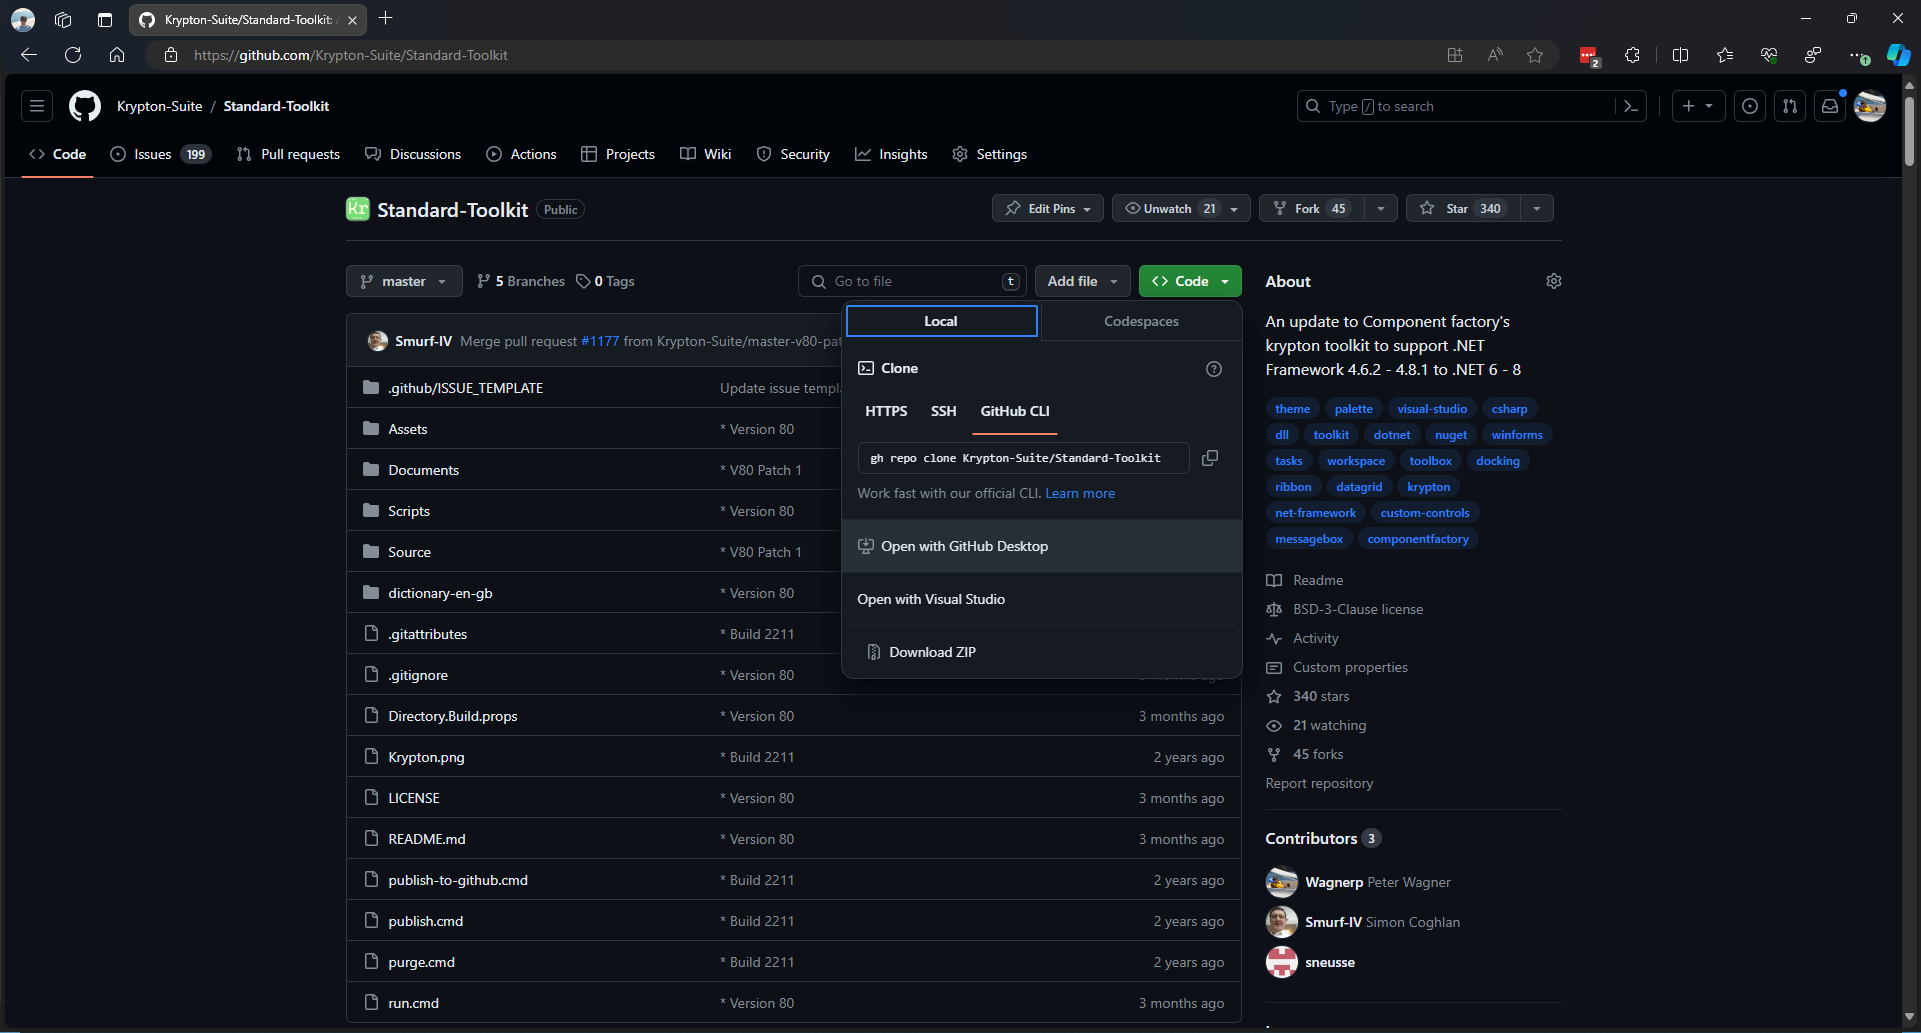 Krypton-Suite/Standard-Toolkit:
https://github.com/Krypton-Suite/Standard-Toolkit
2
Krypton-Suite / Standard-Toolkit
Type / to search
Code
Issues 199
Pull requests
Discussions
Actions
Projects
Wiki
Security
Insights
Settings
Kr Standard-Toolkit Public
Edit Pins
Unwatch 21
Fork 45
Star 340
master
5 Branches
0 Tags
Go to file t
Add file
Code
Local
Codespaces
Clone
HTTPS SSH GitHub CLI
gh repo clone Krypton-Suite/Standard-Toolkit
Work fast with our official CLI. Learn more
Open with GitHub Desktop
Open with Visual Studio
Download ZIP
Smurf-IV Merge pull request #1177 from Krypton-Suite/master-v80-pat
.github/ISSUE_TEMPLATE Update issue templa
Assets * Version 80
Documents * V80 Patch 1
Scripts * Version 80
Source * V80 Patch 1
dictionary-en-gb * Version 80
.gitattributes * Build 2211
.gitignore * Version 80
Directory.Build.props * Version 80 3 months ago
Krypton.png * Build 2211 2 years ago
LICENSE * Version 80 3 months ago
README.md * Version 80 3 months ago
publish-to-github.cmd * Build 2211 2 years ago
publish.cmd * Build 2211 2 years ago
purge.cmd * Build 2211 2 years ago
run.cmd * Version 80 3 months ago
About
An update to Component factory's
krypton toolkit to support .NET
Framework 4.6.2 - 4.8.1 to .NET 6 - 8
theme palette visual-studio csharp
dll toolkit dotnet nuget winforms
tasks workspace toolbox docking
ribbon datagrid krypton
net-framework custom-controls
messagebox componentfactory
Readme
BSD-3-Clause license
Activity
Custom properties
340 stars
21 watching
45 forks
Report repository
Contributors 3
Wagnerp Peter Wagner
Smurf-IV Simon Coghlan
sneusse